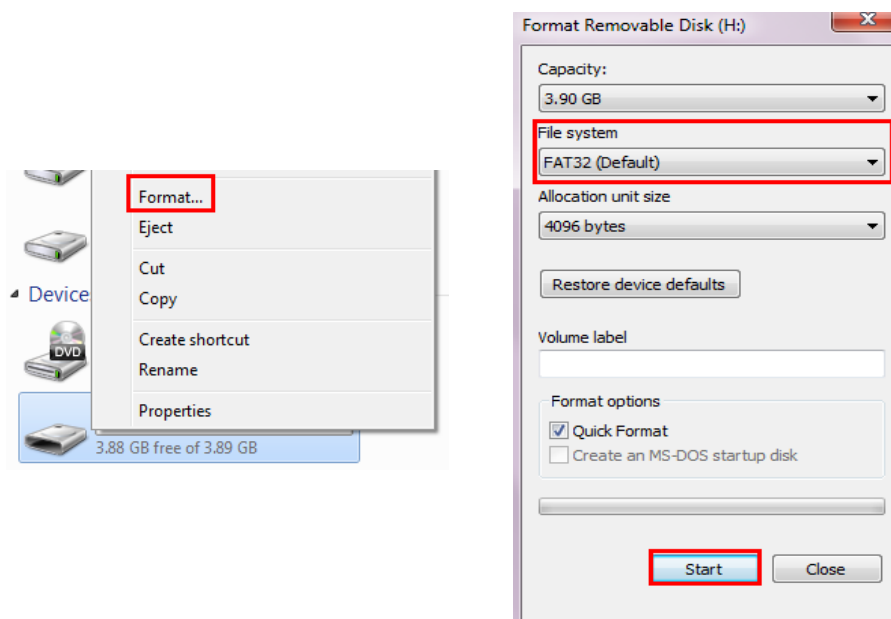 Format...
Eject
Cut
Copy
Create shortcut
Rename
Properties
Device
DVD
3.88 GB free of 3.89 GB
Format Removable Disk (H:)
Capacity:
3.90 GB
File system
FAT32 (Default)
Allocation unit size
4096 bytes
Restore device defaults
Volume label
Format options
Quick Format
Create an MS-DOS startup disk
Start
Close